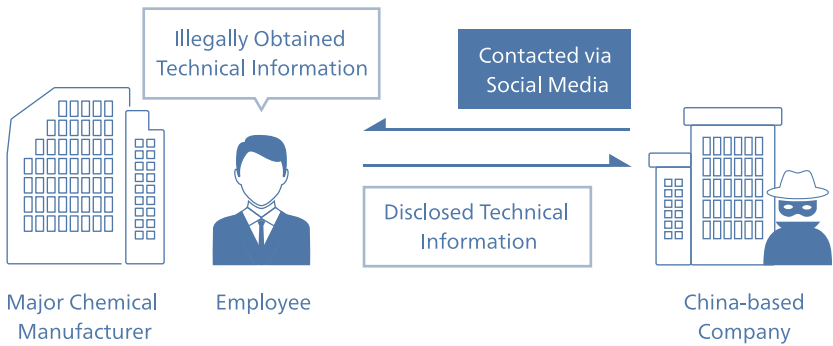 Illegally Obtained
Technical Information
Contacted via
Social Media
Disclosed Technical
Information
Major Chemical
Manufacturer
Employee
China-based
Company